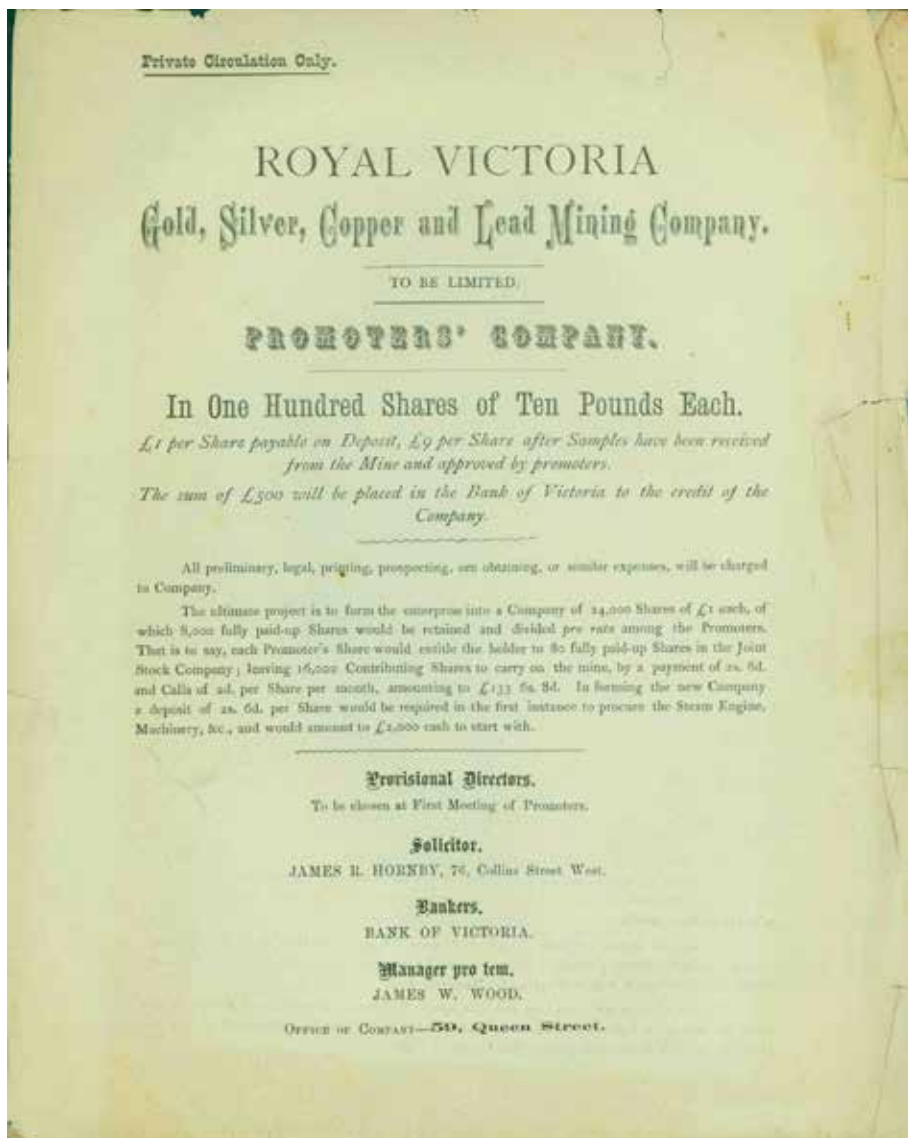 Private Circulation Only.
ROYAL VICTORIA
Gold, Silver, Copper and Lead Mining Company.
TO BE LIMITED.
PROMOTERS' COMPANY.
In One Hundred Shares of Ten Pounds Each.
£1 per Share payable on Deposit, £9 per Share after Samples have been received
from the Mine and approved by promoters.
The sum of £500 will be placed in the Bank of Victoria to the credit of the
Company.
All preliminary, legal, printing, prospecting, ore obtaining, or similar expenses, will be charged
to Company.
The ultimate project is to form the enterprise into a Company of 24,000 Shares of £1 each, of
which 8,000 fully paid-up Shares would be retained and divided pro rata among the Promoters.
That is to say, each Promoter's Share would entitle the holder to 80 fully paid-up Shares in the Joint
Stock Company; leaving 16,000 Contributing Shares to carry on the mine, by a payment of 2s. 6d.
and Calls of 2d. per Share per month, amounting to £133 6s. 8d. In forming the new Company
a deposit of 2s. 6d. per Share would be required in the first instance to procure the Steam Engine,
Machinery, &c., and would amount to £2,000 cash to start with.
Provisional Directors.
To be chosen at First Meeting of Promoters.
Solicitor.
JAMES R. HORNBY, 76, Collins Street West.
Bankers.
BANK OF VICTORIA.
Manager pro tem.
JAMES W. WOOD.
OFFICE OF COMPANY—59, Queen Street.